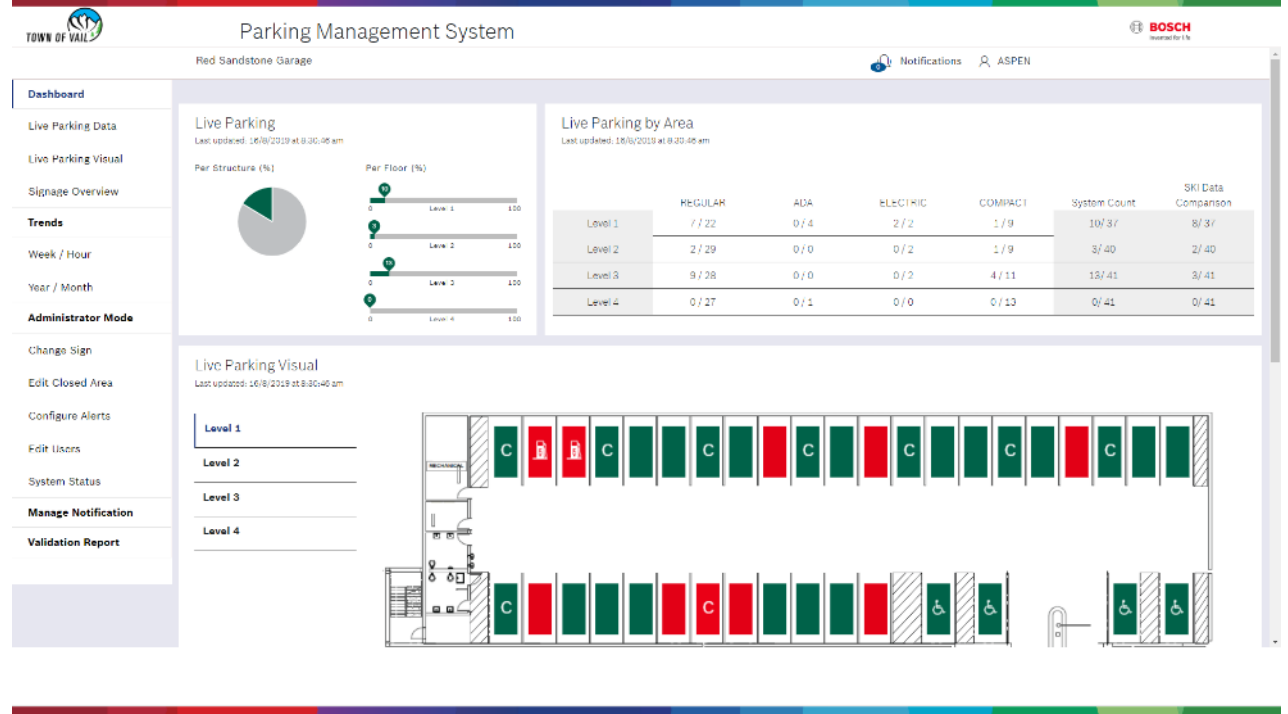 TOWN OF VAIL
Parking Management System
BOSCH
Invented for life
Red Sandstone Garage
0
Notifications
ASPEN
Dashboard
Live Parking Data
Live Parking Visual
Signage Overview
Trends
Week / Hour
Year / Month
Administrator Mode
Change Sign
Edit Closed Area
Configure Alerts
Edit Users
System Status
Manage Notification
Validation Report
Live Parking
Last updated: 16/8/2019 at 8:30:46 am
Per Structure (%)
Per Floor (%)
10
0 Level 1 100
3
0 Level 2 100
13
0 Level 3 100
0
0 Level 4 100
Live Parking by Area
Last updated: 16/8/2019 at 8:30:46 am
REGULAR ADA ELECTRIC COMPACT System Count SKI Data Comparison
Level 1 7 / 22 0 / 4 2 / 2 1 / 9 10/ 37 8/ 37
Level 2 2 / 29 0 / 0 0 / 2 1 / 9 3/ 40 2/ 40
Level 3 9 / 28 0 / 0 0 / 2 4 / 11 13/ 41 3/ 41
Level 4 0 / 27 0 / 1 0 / 0 0 / 13 0/ 41 0/ 41
Live Parking Visual
Last updated: 16/8/2019 at 8:30:46 am
Level 1
Level 2
Level 3
Level 4
MECHANICAL
C C C C C C C
C C